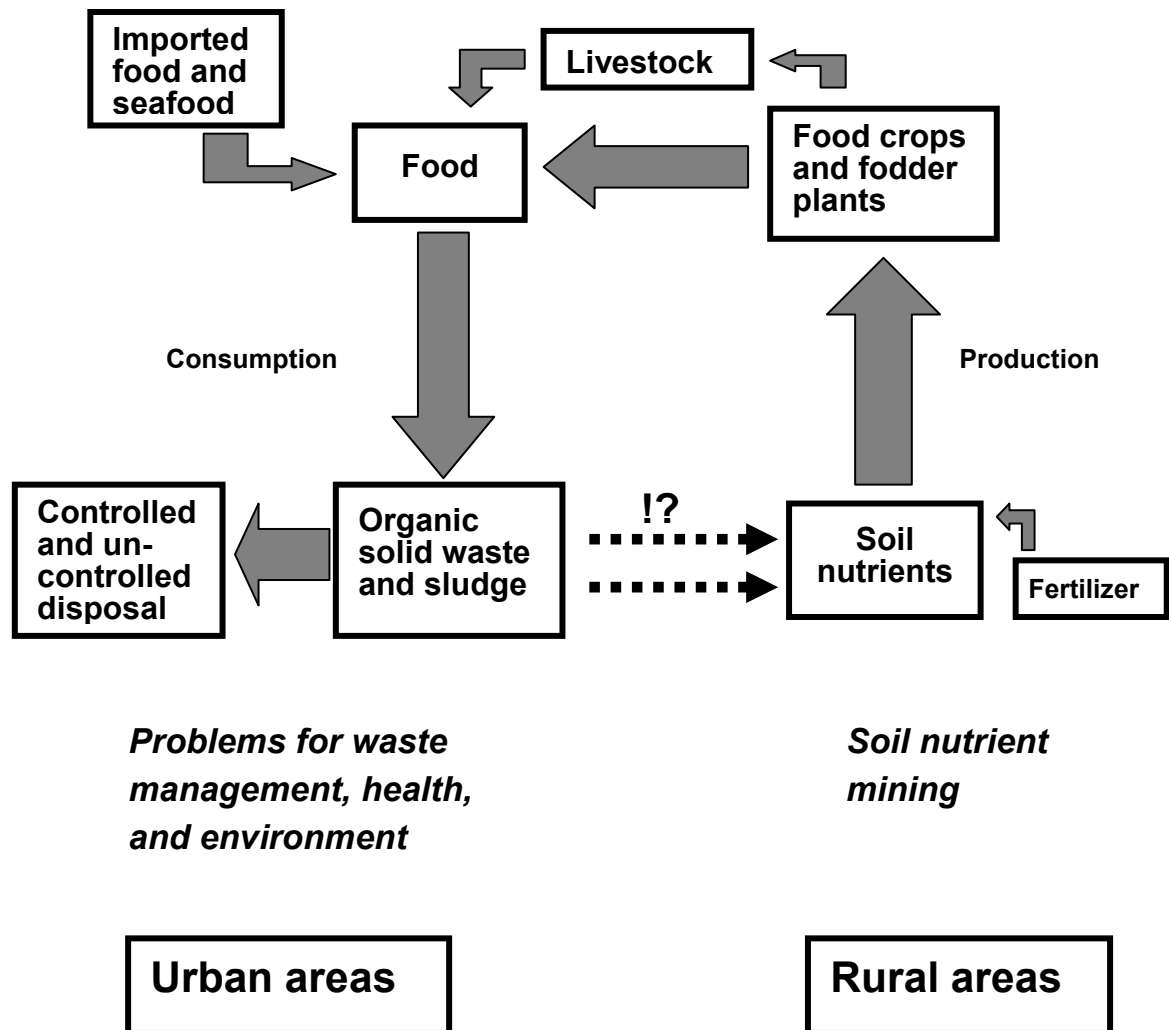 Imported
food and
seafood
Livestock
Food
Food crops
and fodder
plants
Consumption
Production
Controlled
and un-
controlled
disposal
Organic
solid waste
and sludge
!?
Soil
nutrients
Fertilizer
Problems for waste
management, health,
and environment
Soil nutrient
mining
Urban areas
Rural areas